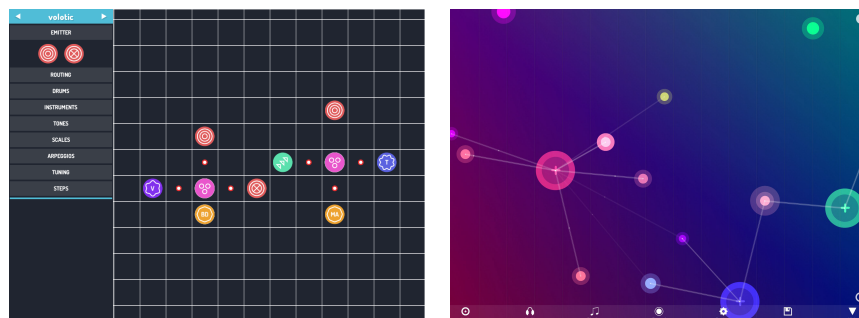 volotic
EMITTER
ROUTING
DRUMS
INSTRUMENTS
TONES
SCALES
ARPEGGIOS
TUNING
STEPS
T
V
BD
MA